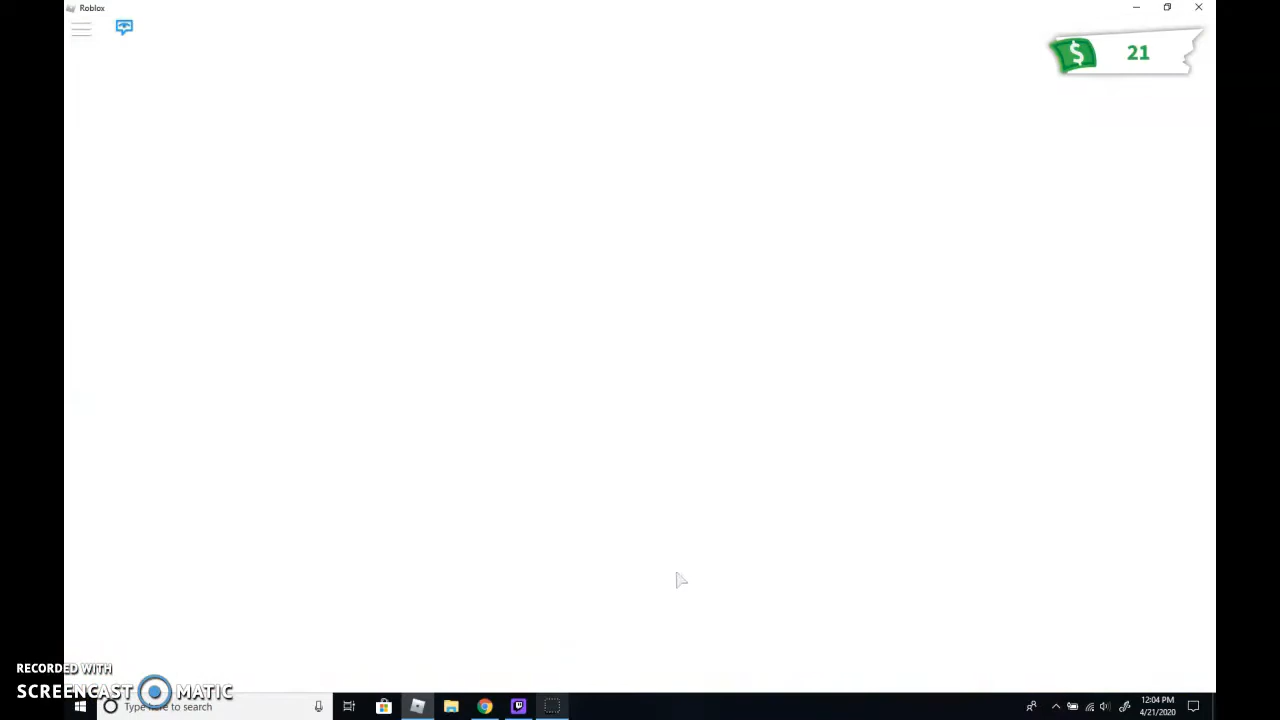 Roblox
$ 21
RECORDED WITH
SCREENCAST MATIC
Type here to search
12:04 PM
4/21/2020